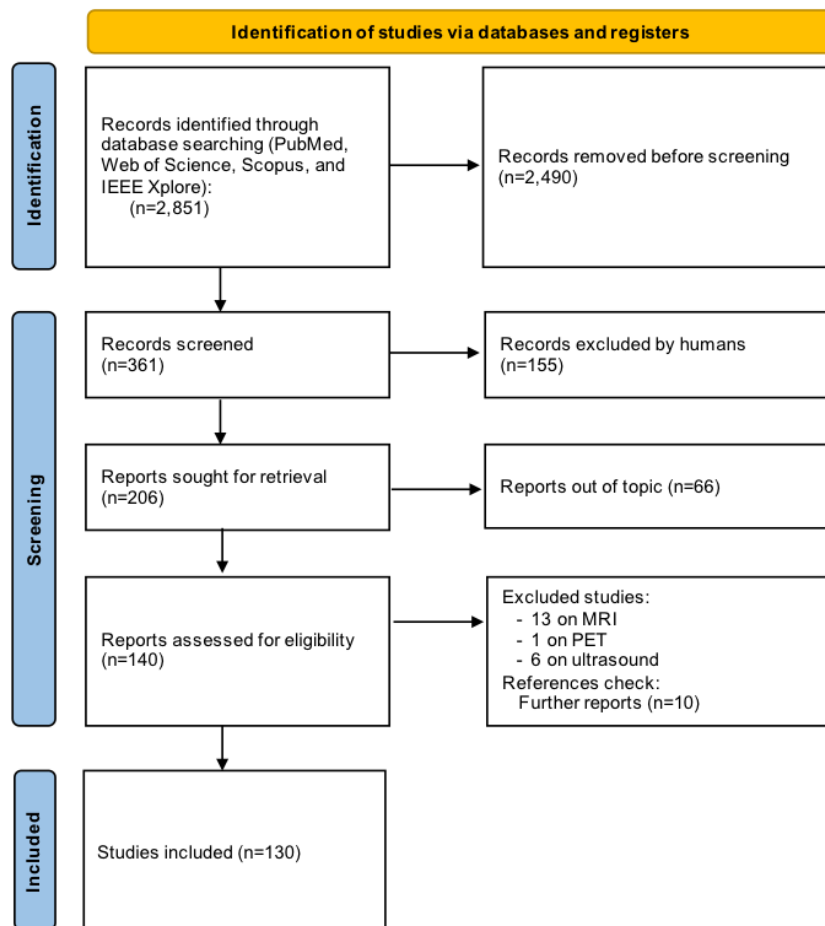 Identification of studies via databases and registers
Identification
Records identified through
database searching (PubMed,
Web of Science, Scopus, and
IEEE Xplore):
(n=2,851)
Records removed before screening
(n=2,490)
Screening
Records screened
(n=361)
Records excluded by humans
(n=155)
Reports sought for retrieval
(n=206)
Reports out of topic (n=66)
Reports assessed for eligibility
(n=140)
Excluded studies:
- 13 on MRI
- 1 on PET
- 6 on ultrasound
References check:
Further reports (n=10)
Included
Studies included (n=130)